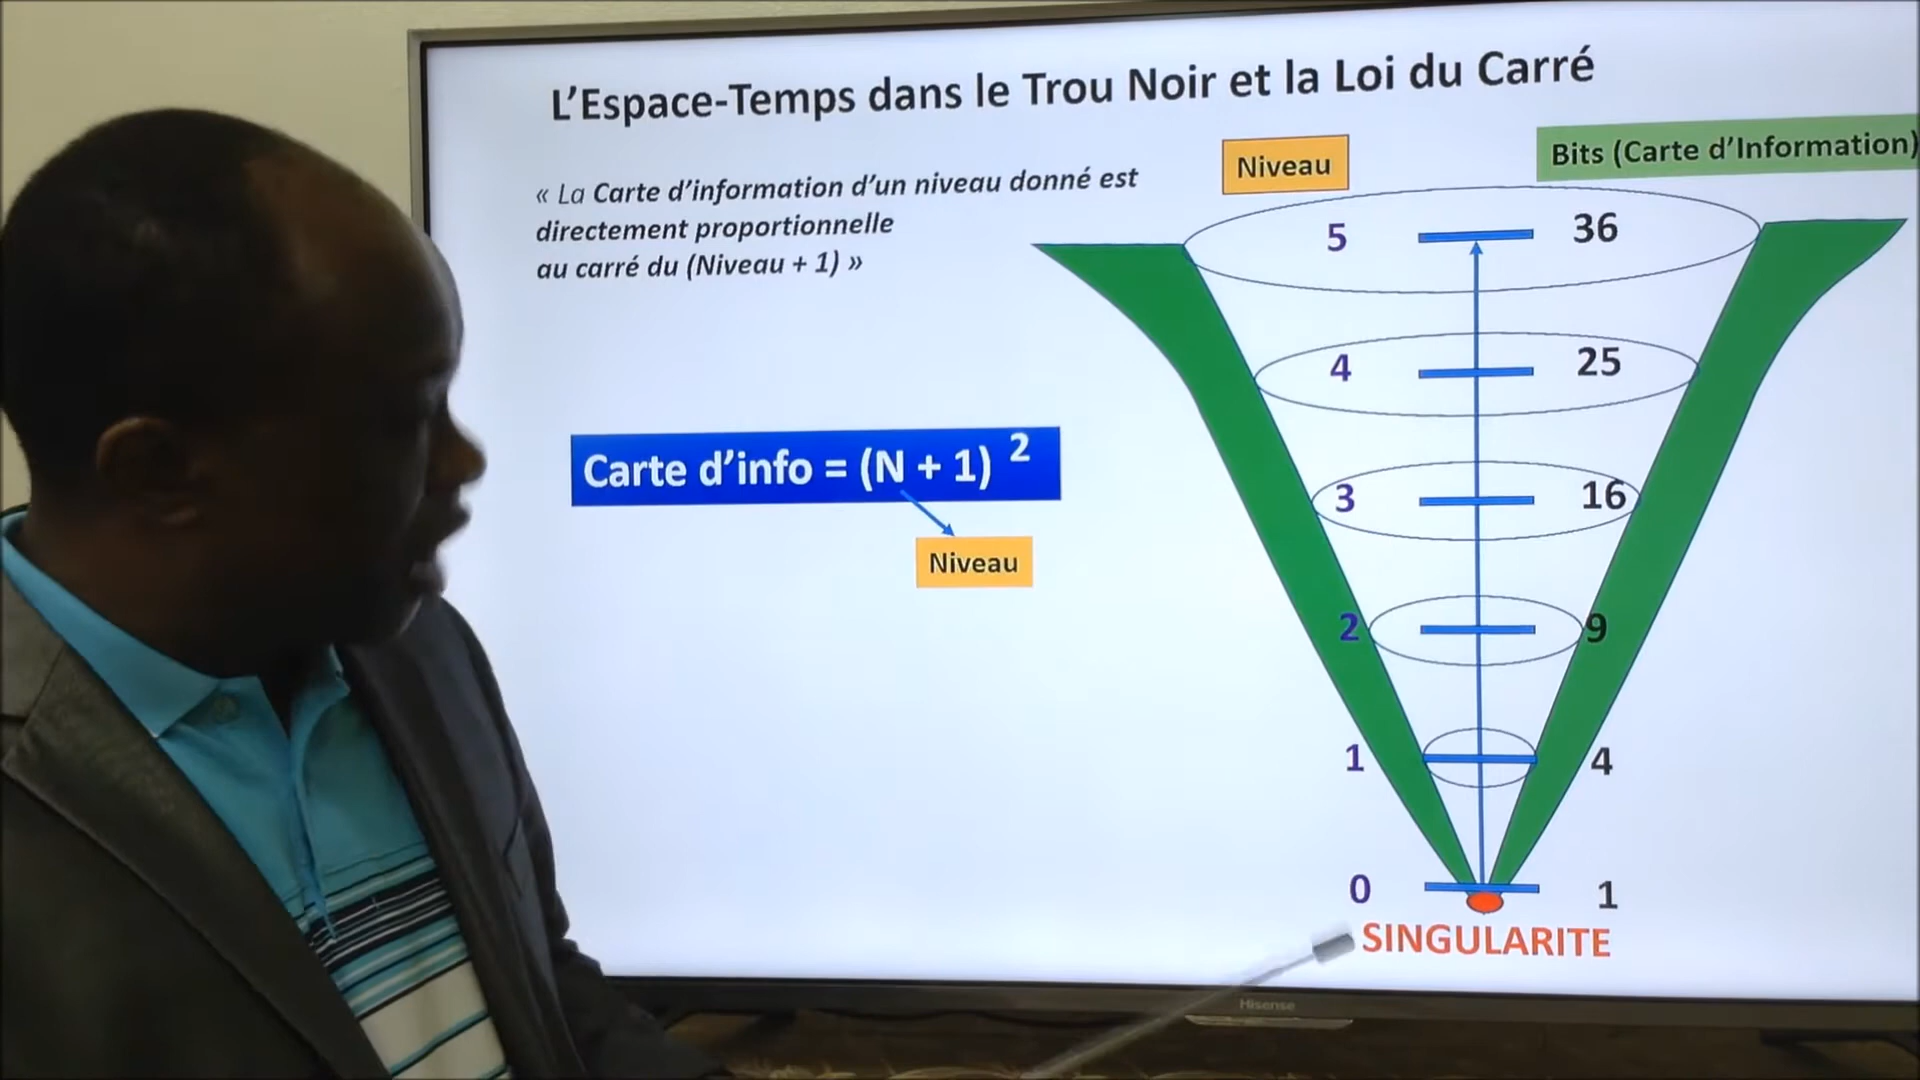 L’Espace-Temps dans le Trou Noir et la Loi du Carré
« La Carte d’information d’un niveau donné est
directement proportionnelle
au carré du (Niveau + 1) »
Niveau
Bits (Carte d’Information)
5 36
4 25
Carte d’info = (N + 1) ²
3 16
Niveau
2 9
1 4
0 1
SINGULARITE
Hisense